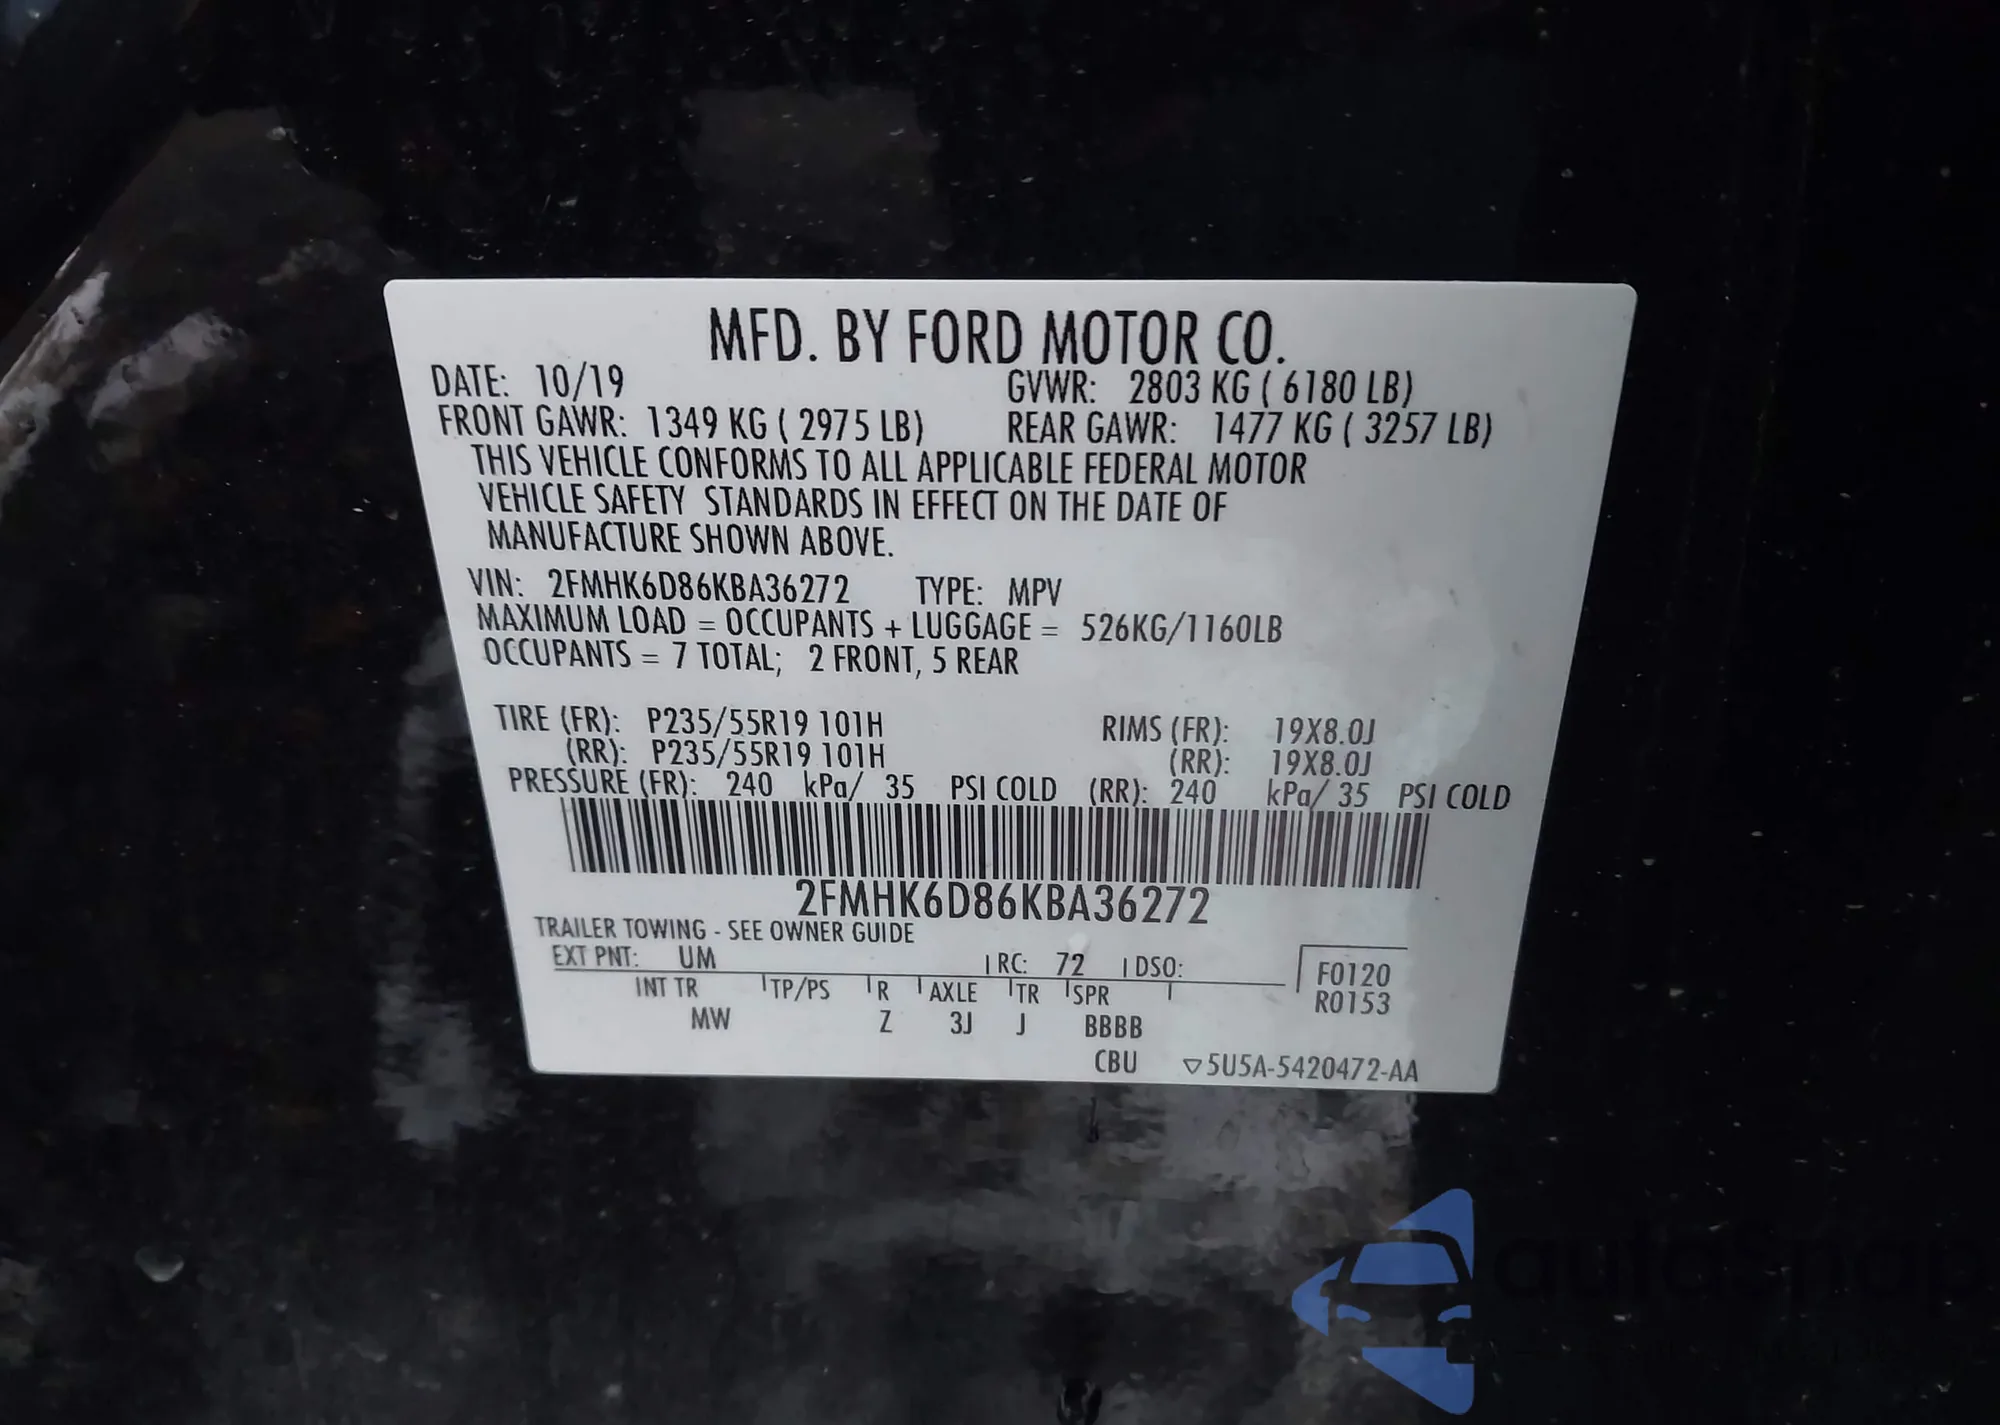 MFD. BY FORD MOTOR CO.
DATE: 10/19 GVWR: 2803 KG ( 6180 LB)
FRONT GAWR: 1349 KG ( 2975 LB) REAR GAWR: 1477 KG ( 3257 LB)
THIS VEHICLE CONFORMS TO ALL APPLICABLE FEDERAL MOTOR
VEHICLE SAFETY STANDARDS IN EFFECT ON THE DATE OF
MANUFACTURE SHOWN ABOVE.
VIN: 2FMHK6D86KBA36272 TYPE: MPV
MAXIMUM LOAD = OCCUPANTS + LUGGAGE = 526KG/1160LB
OCCUPANTS = 7 TOTAL; 2 FRONT, 5 REAR
TIRE (FR): P235/55R19 101H RIMS (FR): 19X8.0J
(RR): P235/55R19 101H (RR): 19X8.0J
PRESSURE (FR): 240 kPa/ 35 PSI COLD (RR): 240 kPa/ 35 PSI COLD
2FMHK6D86KBA36272
TRAILER TOWING - SEE OWNER GUIDE
EXT PNT: UM RC: 72 DSO: F0120
INT TR TP/PS R AXLE TR SPR R0153
MW Z 3J J BBBB
CBU ▽5U5A-5420472-AA